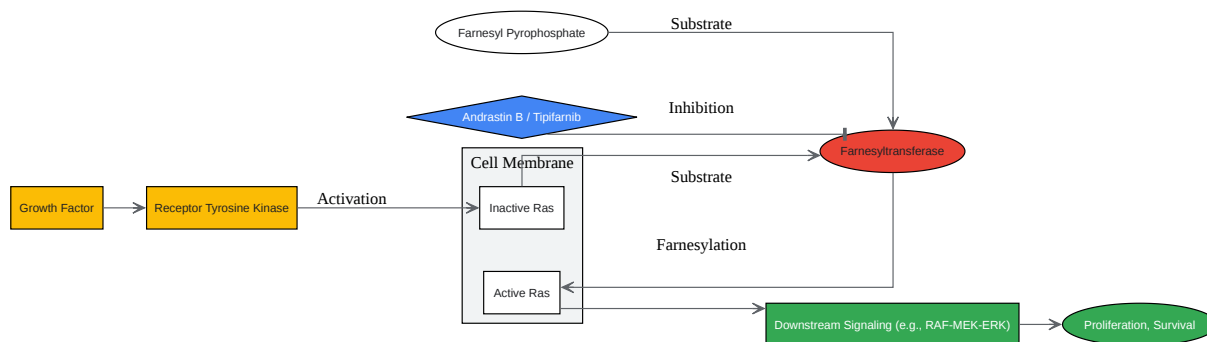 Farnesyl Pyrophosphate
Substrate
Andrastin B / Tipifarnib
Inhibition
Farnesyltransferase
Cell Membrane
Substrate
Growth Factor
Receptor Tyrosine Kinase
Activation
Inactive Ras
Farnesylation
Active Ras
Downstream Signaling (e.g., RAF-MEK-ERK)
Proliferation, Survival